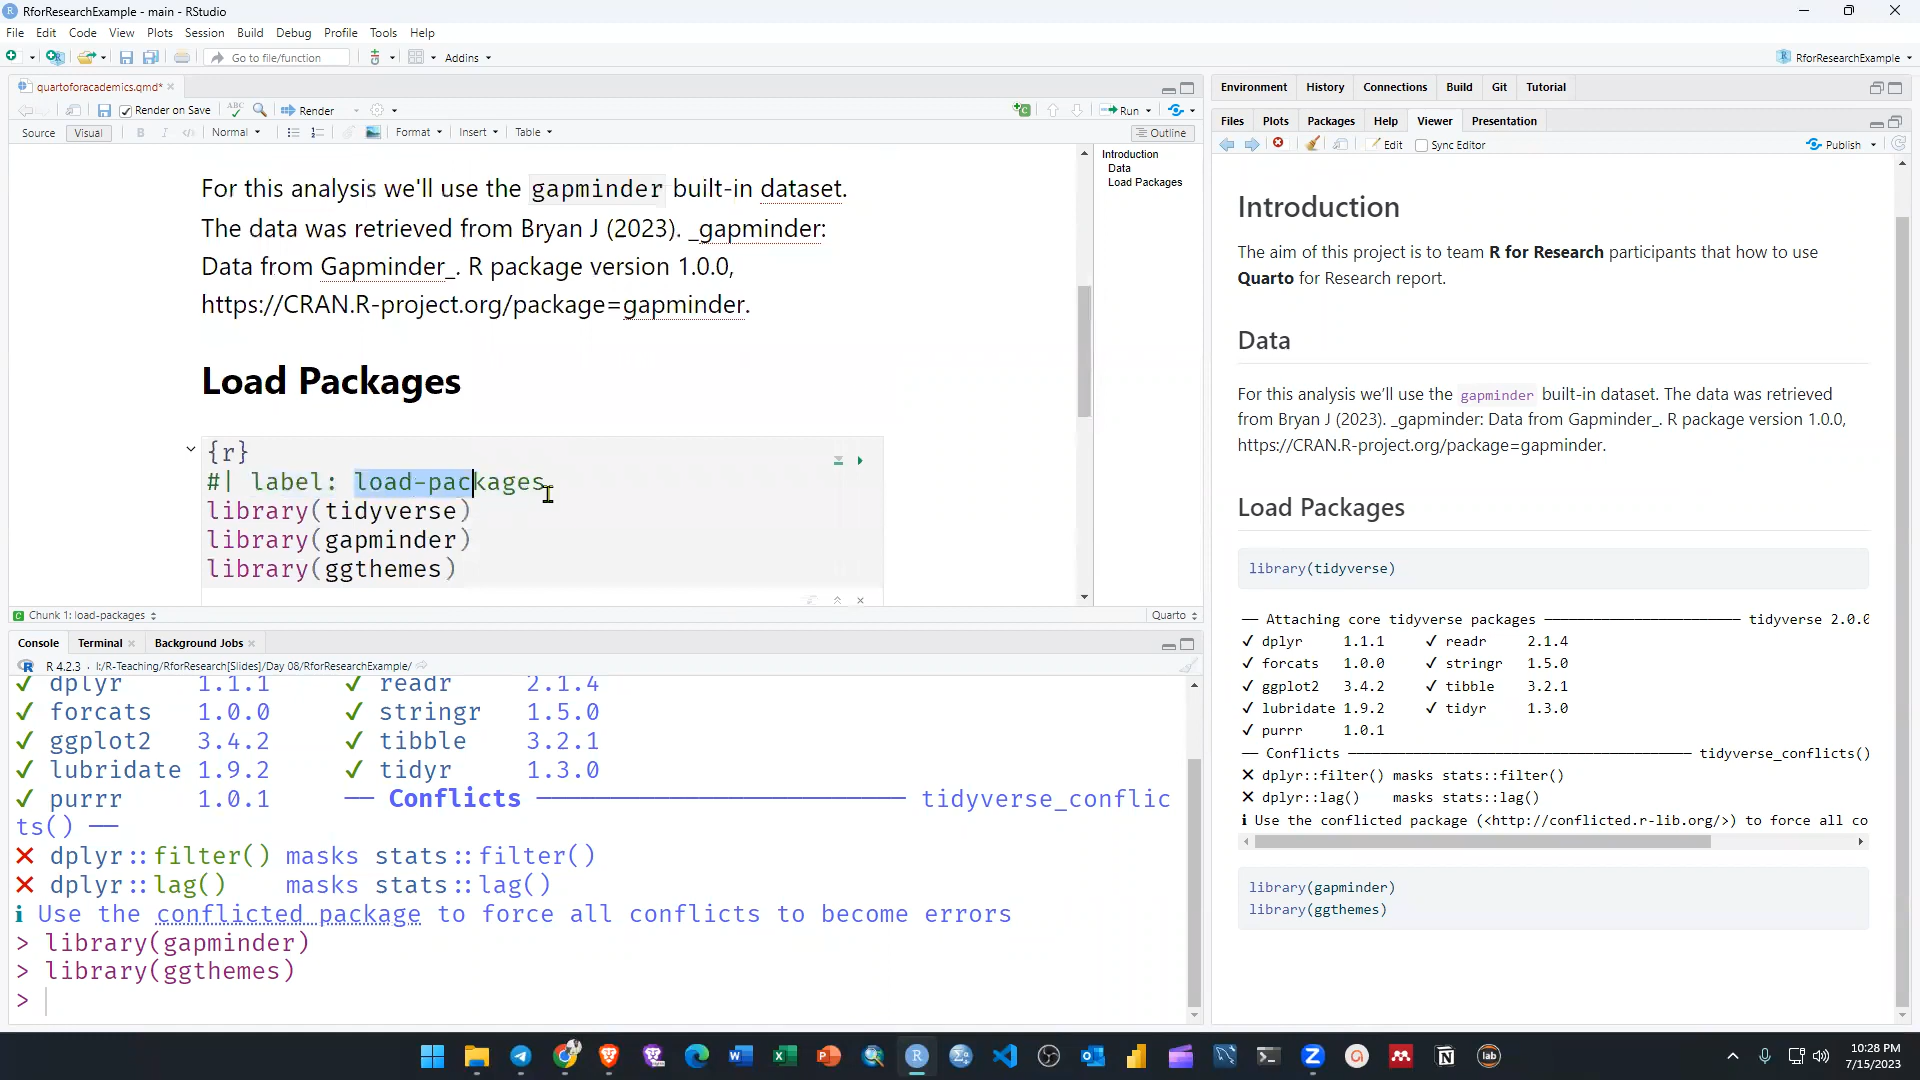 RforResearchExample - main - RStudio
File Edit Code View Plots Session Build Debug Profile Tools Help
Go to file/function Addins RforResearchExample
quartoforacademics.qmd*
Render on Save ABC Render Run
Source Visual B I </> Normal Format Insert Table Outline
For this analysis we'll use the gapminder built-in dataset.
The data was retrieved from Bryan J (2023). _gapminder:
Data from Gapminder_. R package version 1.0.0,
https://CRAN.R-project.org/package=gapminder.
Load Packages
{r}
#| label: load-packages
library(tidyverse)
library(gapminder)
library(ggthemes)
Introduction
Data
Load Packages
Chunk 1: load-packages Quarto
Console Terminal Background Jobs
R 4.2.3 · I:/R-Teaching/RforResearch[Slides]/Day 08/RforResearchExample/
✔ dplyr 1.1.1 ✔ readr 2.1.4
✔ forcats 1.0.0 ✔ stringr 1.5.0
✔ ggplot2 3.4.2 ✔ tibble 3.2.1
✔ lubridate 1.9.2 ✔ tidyr 1.3.0
✔ purrr 1.0.1 ── Conflicts ────────── tidyverse_conflic
ts() ──
✖ dplyr::filter() masks stats::filter()
✖ dplyr::lag() masks stats::lag()
ℹ Use the conflicted package to force all conflicts to become errors
> library(gapminder)
> library(ggthemes)
>
Environment History Connections Build Git Tutorial
Files Plots Packages Help Viewer Presentation
Edit Sync Editor Publish
Introduction
The aim of this project is to team R for Research participants that how to use
Quarto for Research report.
Data
For this analysis we’ll use the gapminder built-in dataset. The data was retrieved
from Bryan J (2023). _gapminder: Data from Gapminder_. R package version 1.0.0,
https://CRAN.R-project.org/package=gapminder.
Load Packages
library(tidyverse)
── Attaching core tidyverse packages ────────── tidyverse 2.0.0
✔ dplyr 1.1.1 ✔ readr 2.1.4
✔ forcats 1.0.0 ✔ stringr 1.5.0
✔ ggplot2 3.4.2 ✔ tibble 3.2.1
✔ lubridate 1.9.2 ✔ tidyr 1.3.0
✔ purrr 1.0.1
── Conflicts ────────── tidyverse_conflicts()
✖ dplyr::filter() masks stats::filter()
✖ dplyr::lag() masks stats::lag()
ℹ Use the conflicted package (<http://conflicted.r-lib.org/>) to force all co
library(gapminder)
library(ggthemes)
lab
10:28 PM
7/15/2023